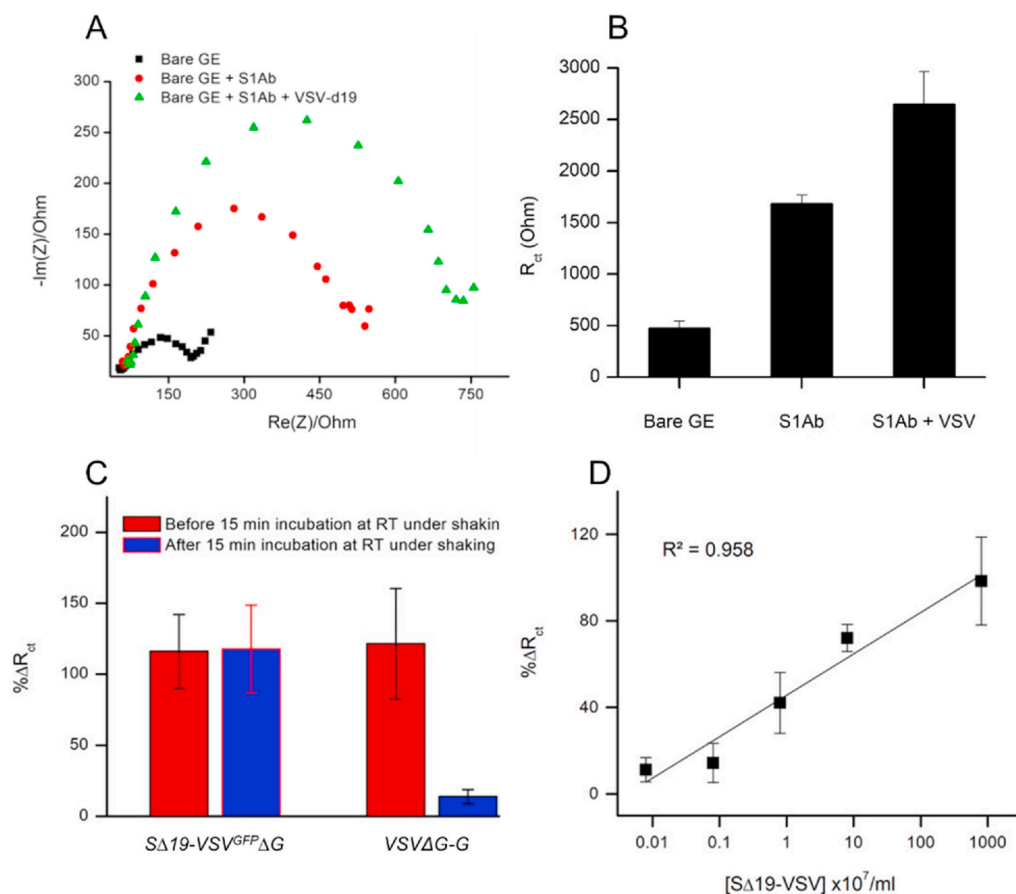 A
Bare GE
Bare GE + S1Ab
Bare GE + S1Ab + VSV-d19
300
250
200
150
100
50
-Im(Z)/Ohm
150
300
450
600
750
Re(Z)/Ohm
B
3000
2500
2000
1500
1000
500
0
Rct (Ohm)
Bare GE
S1Ab
S1Ab + VSV
C
Before 15 min incubation at RT under shakin
After 15 min incubation at RT under shaking
200
150
100
50
0
%ΔRct
SΔ19-VSV^GFPΔG
VSVΔG-G
D
R² = 0.958
120
80
40
0
%ΔRct
0.01
0.1
1
10
100
1000
[SΔ19-VSV] x10⁷/ml